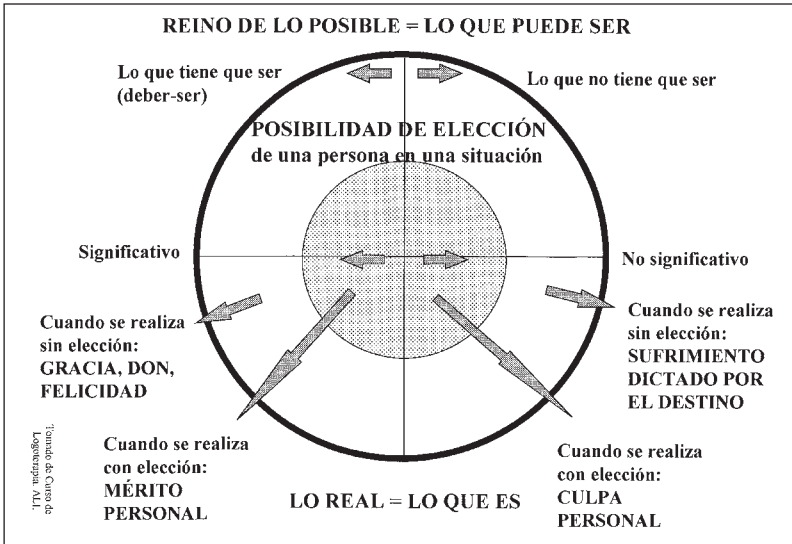 REINO DE LO POSIBLE = LO QUE PUEDE SER
Lo que tiene que ser
(deber-ser)
Lo que no tiene que ser
POSIBILIDAD DE ELECCIÓN
de una persona en una situación
Significativo
No significativo
Cuando se realiza
sin elección:
GRACIA, DON,
FELICIDAD
Cuando se realiza
sin elección:
SUFRIMIENTO
DICTADO POR
EL DESTINO
Cuando se realiza
con elección:
MÉRITO
PERSONAL
LO REAL = LO QUE ES
Cuando se realiza
con elección:
CULPA
PERSONAL
Tomado de Curso de
Logoterapia. A.L.I.